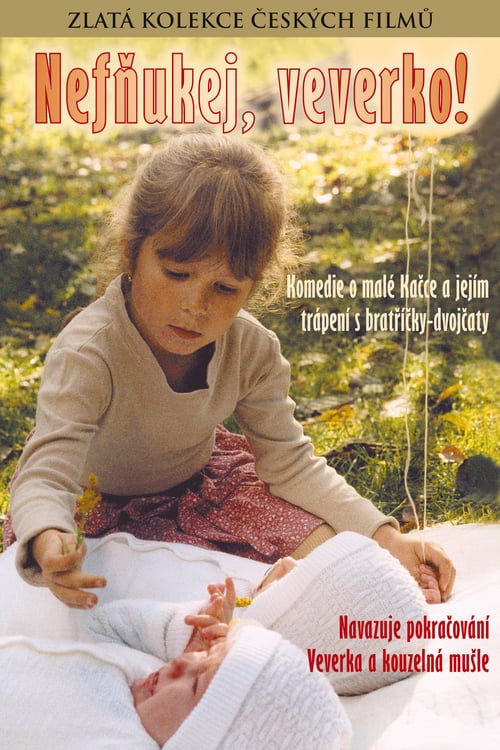 ZLATÁ KOLEKCE ČESKÝCH FILMŮ
Nefňukej, veverko!
Komedie o malé Kačce a jejím
trápení s bratříčky-dvojčaty
Navazuje pokračování
Veverka a kouzelná mušle